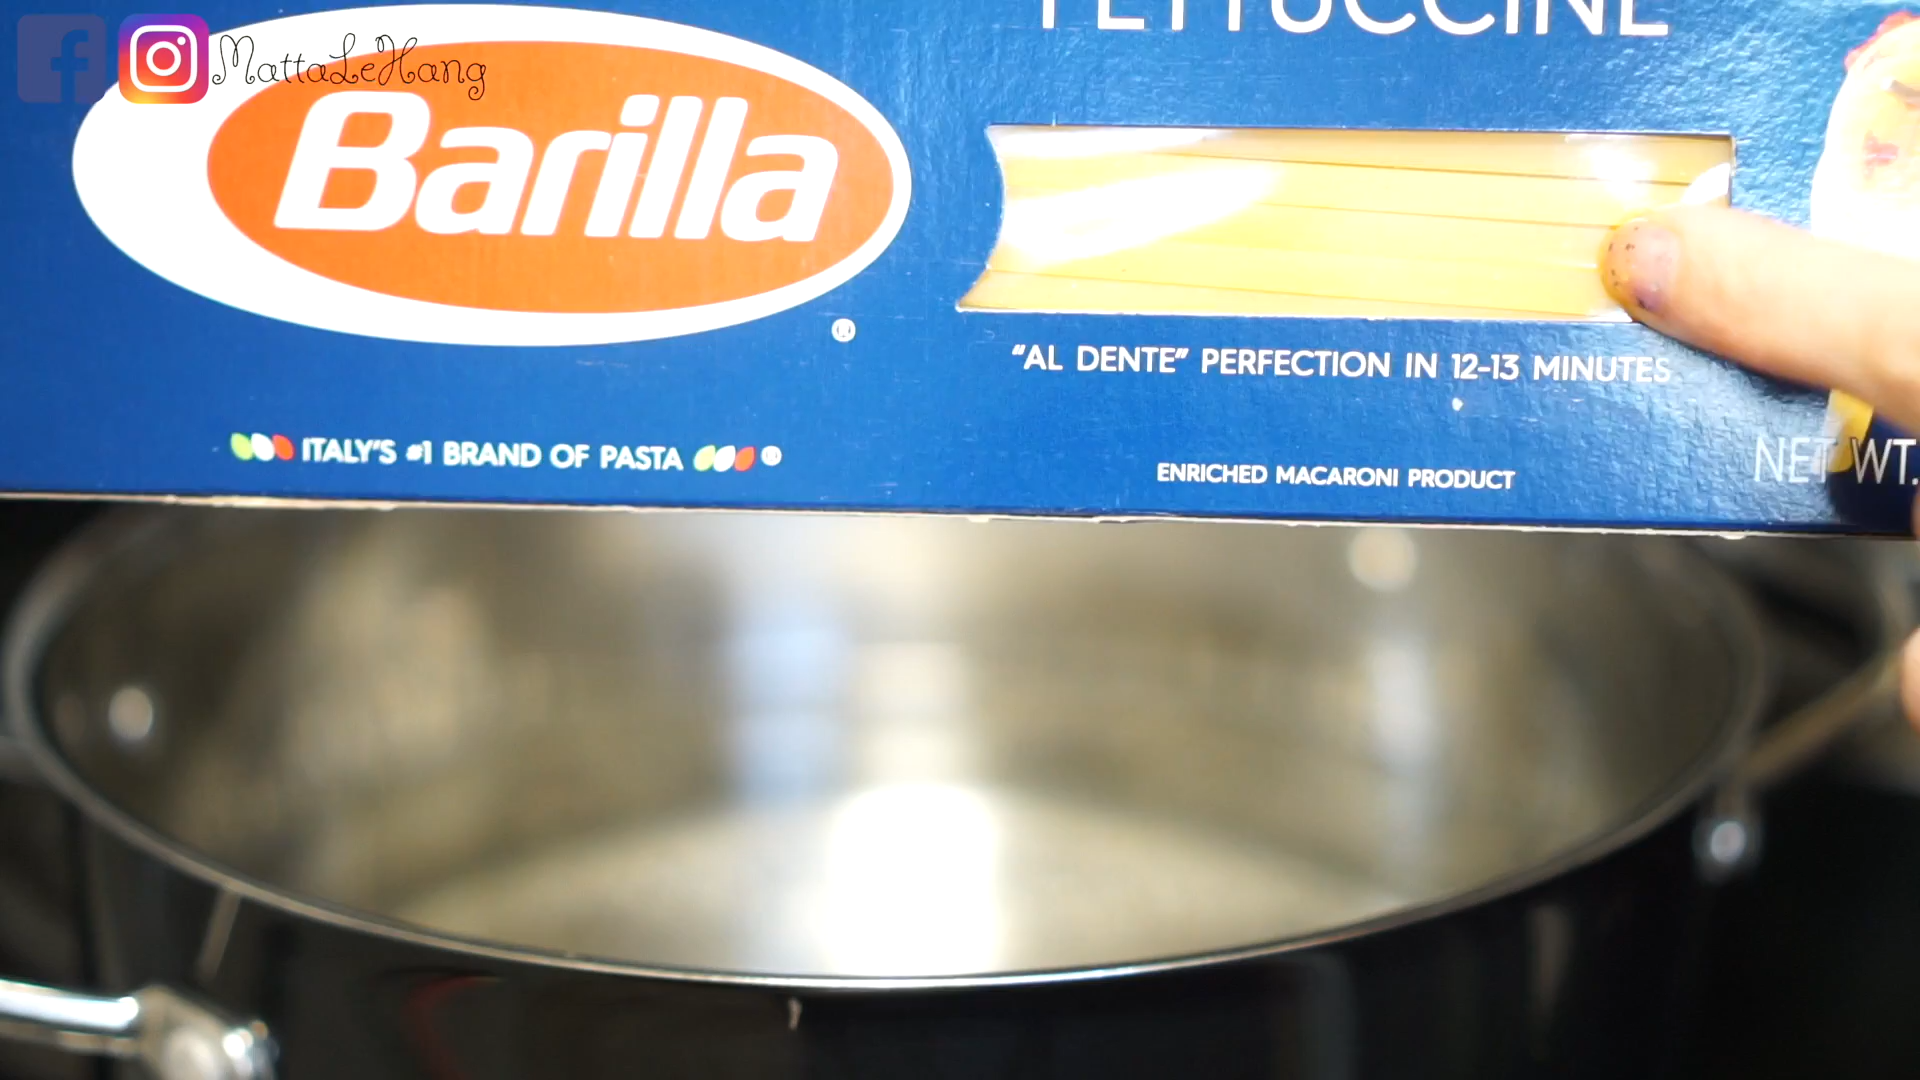 FETTUCCINE
MattaLeHang
Barilla
"AL DENTE" PERFECTION IN 12-13 MINUTES
ITALY'S #1 BRAND OF PASTA
ENRICHED MACARONI PRODUCT
NET WT.